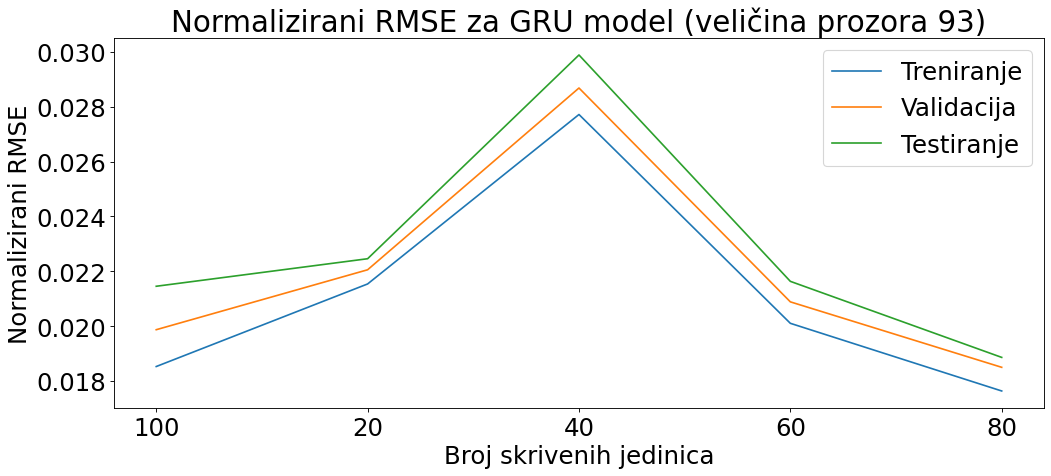 Normalizirani RMSE za GRU model (veličina prozora 93)
Normalizirani RMSE
0.030
0.028
0.026
0.024
0.022
0.020
0.018
Treniranje
Validacija
Testiranje
100 20 40 60 80
Broj skrivenih jedinica